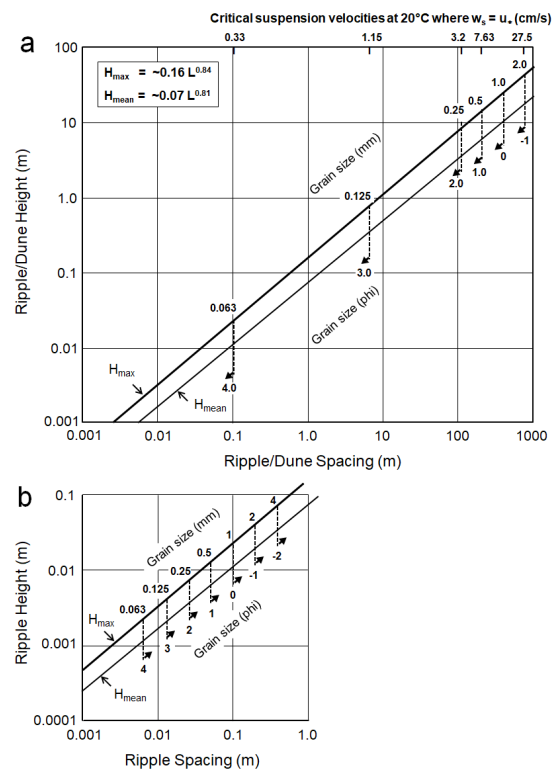 Critical suspension velocities at 20°C where wₛ = u⁎ (cm/s)
a
0.33 1.15 3.2 7.63 27.5
100
10
1.0
0.1
0.01
0.001
Ripple/Dune Height (m)
Hmax = ~0.16 L^0.84
Hmean = ~0.07 L^0.81
2.0
1.0
0.5
0.25
Grain size (mm)
0.125
0.063
-1
0
1.0
2.0
3.0
Grain size (phi)
4.0
Hmax
Hmean
0.001 0.01 0.1 1.0 10 100 1000
Ripple/Dune Spacing (m)
b
0.1
0.01
0.001
0.0001
Ripple Height (m)
4
2
1
Grain size (mm)
0.5
0.25
0.125
0.063
-2
-1
0
1
Grain size (phi)
2
3
4
Hmax
Hmean
0.001 0.01 0.1 1.0
Ripple Spacing (m)